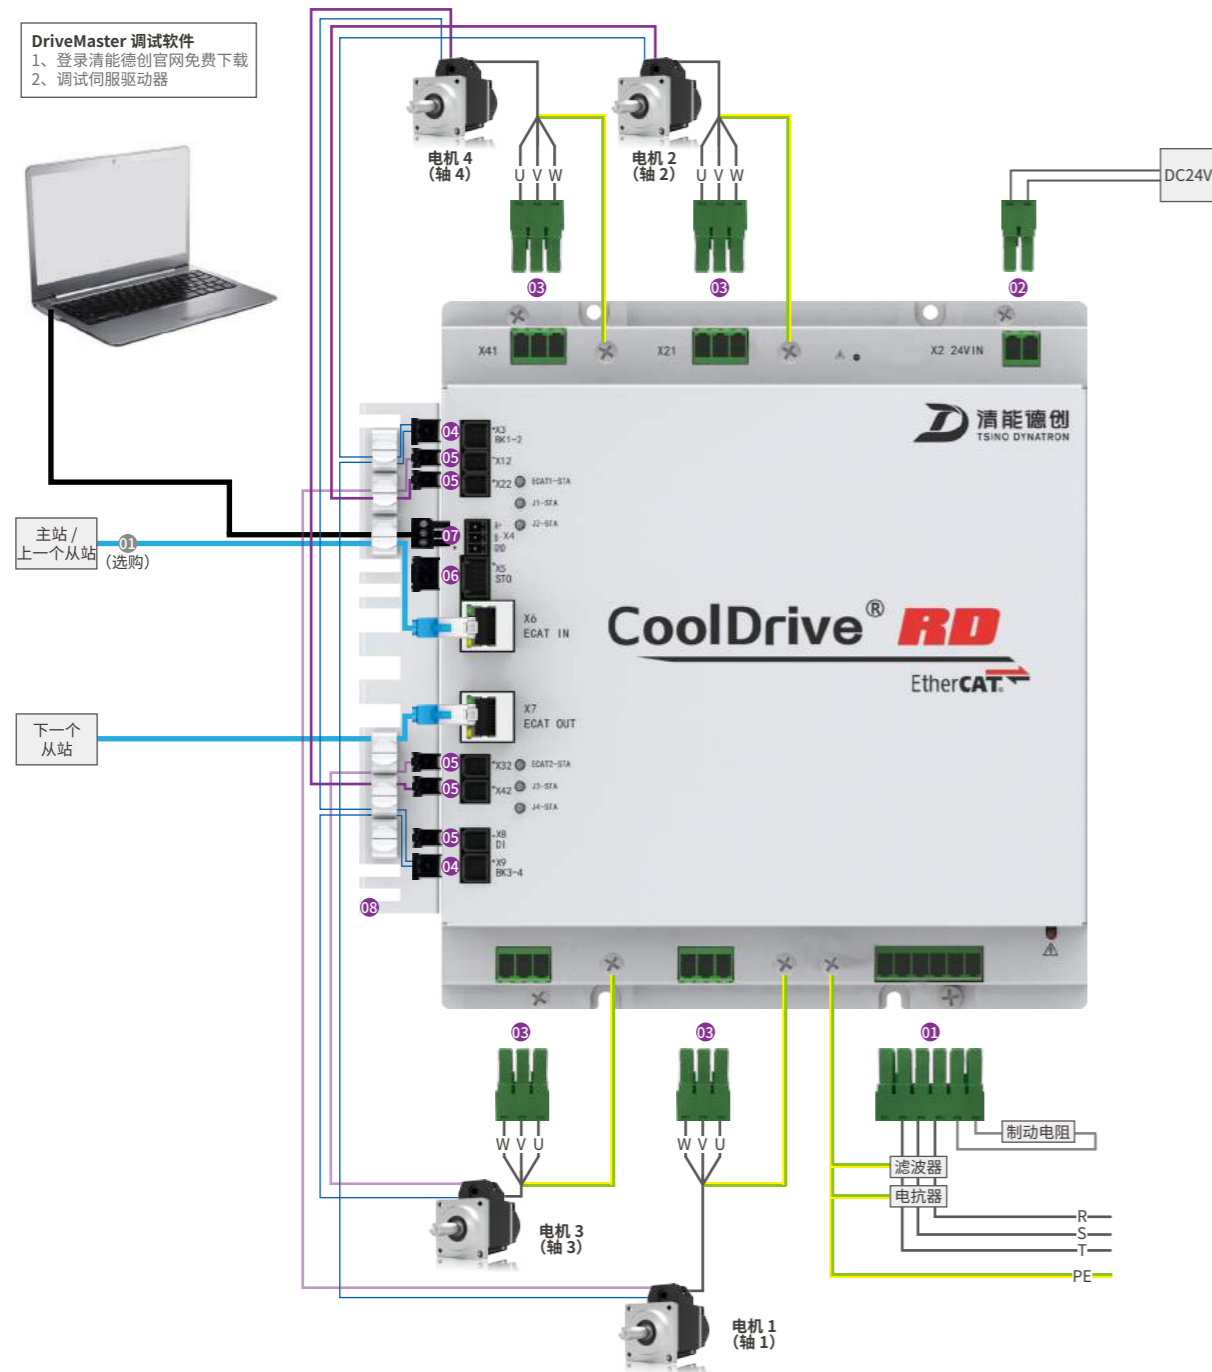 DriveMaster 调试软件
1、登录清能德创官网免费下载
2、调试伺服驱动器
电机 4
（轴 4）
电机 2
（轴 2）
U V W
U V W
DC24V
03
03
02
X41
X21
X2 24VIN
清能德创
TSINO DYNATRON
04
X3
BK1-2
05
X12
05
X22
ECAT1-STA
J1-STA
J2-STA
主站 /
上一个从站
01
（选购）
07
A+
B-
GND
X4
06
X5
STO
X6
ECAT IN
CoolDrive® RD
EtherCAT
X7
ECAT OUT
下一个
从站
05
X32
ECAT2-STA
05
X42
J3-STA
J4-STA
05
X8
DI
04
X9
BK3-4
08
03
03
01
W V U
W V U
制动电阻
滤波器
电抗器
R
S
T
PE
电机 3
（轴 3）
电机 1
（轴 1）